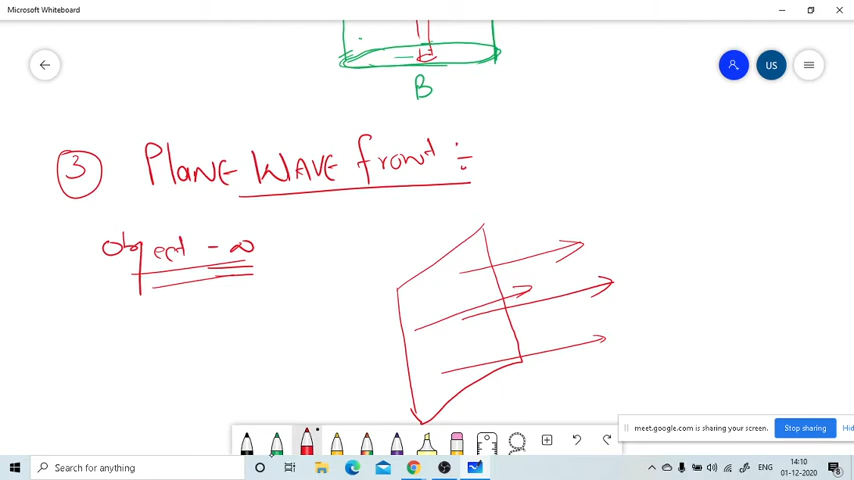 Microsoft Whiteboard
US
B
3 PlANE WAVE front :
Object - ∞
meet.google.com is sharing your screen.
Stop sharing
Hid
Search for anything
ENG
14:10
01-12-2020